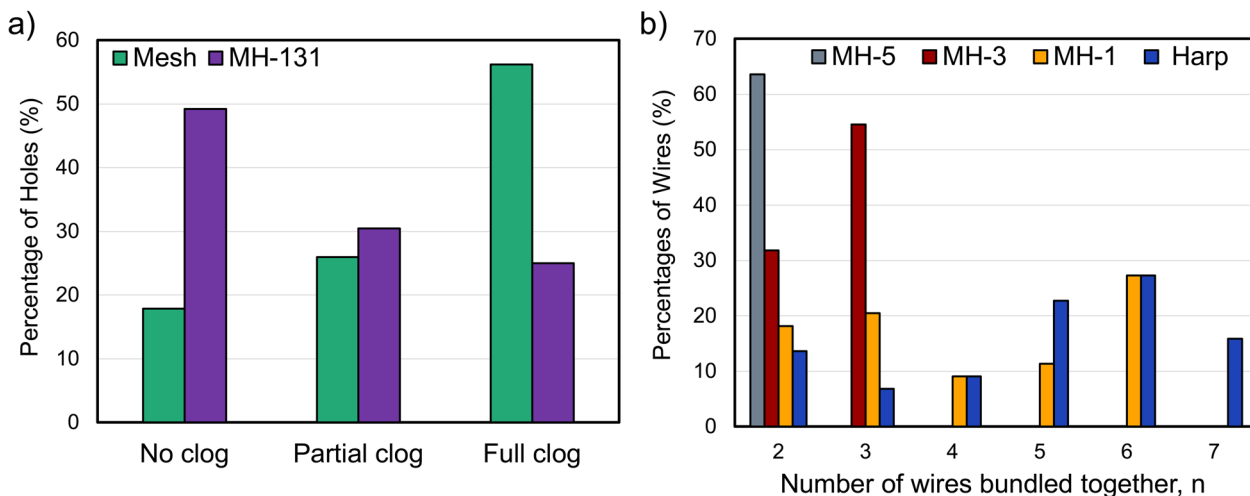 a)
Mesh MH-131
Percentage of Holes (%)
60
50
40
30
20
10
0
No clog Partial clog Full clog
b)
MH-5 MH-3 MH-1 Harp
Percentages of Wires (%)
70
60
50
40
30
20
10
0
2 3 4 5 6 7
Number of wires bundled together, n